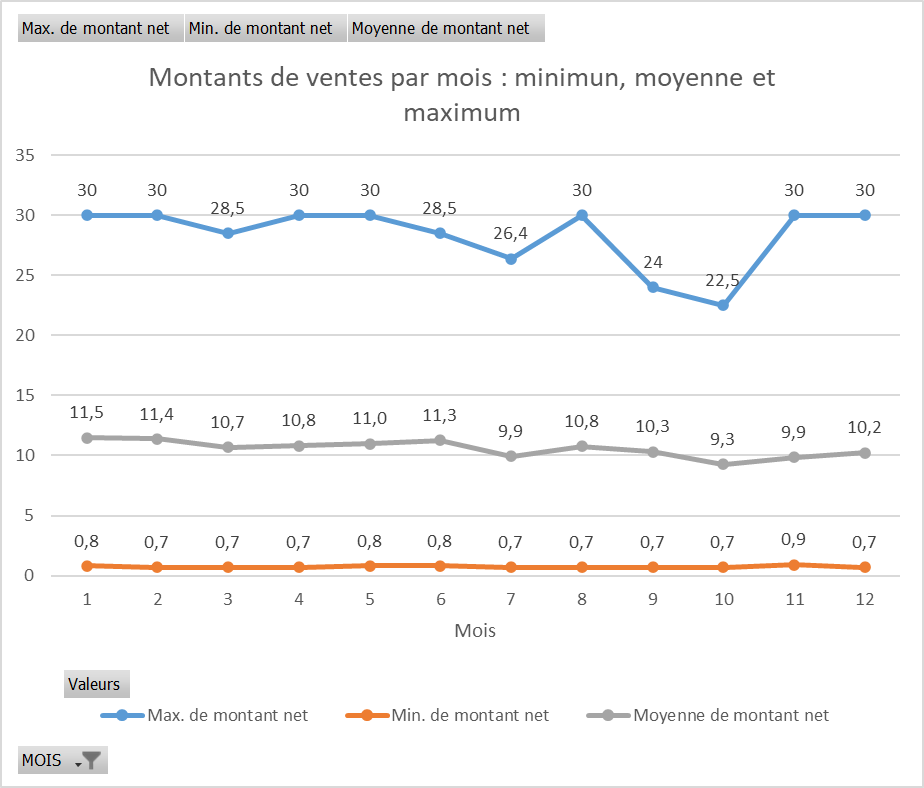 Max. de montant net Min. de montant net Moyenne de montant net
Montants de ventes par mois : minimun, moyenne et
maximum
35
30
25
20
15
10
5
0
30 30 28,5 30 30 28,5 26,4 30 24 22,5 30 30
11,5 11,4 10,7 10,8 11,0 11,3 9,9 10,8 10,3 9,3 9,9 10,2
0,8 0,7 0,7 0,7 0,8 0,8 0,7 0,7 0,7 0,7 0,9 0,7
1 2 3 4 5 6 7 8 9 10 11 12
Mois
Valeurs
Max. de montant net Min. de montant net Moyenne de montant net
MOIS